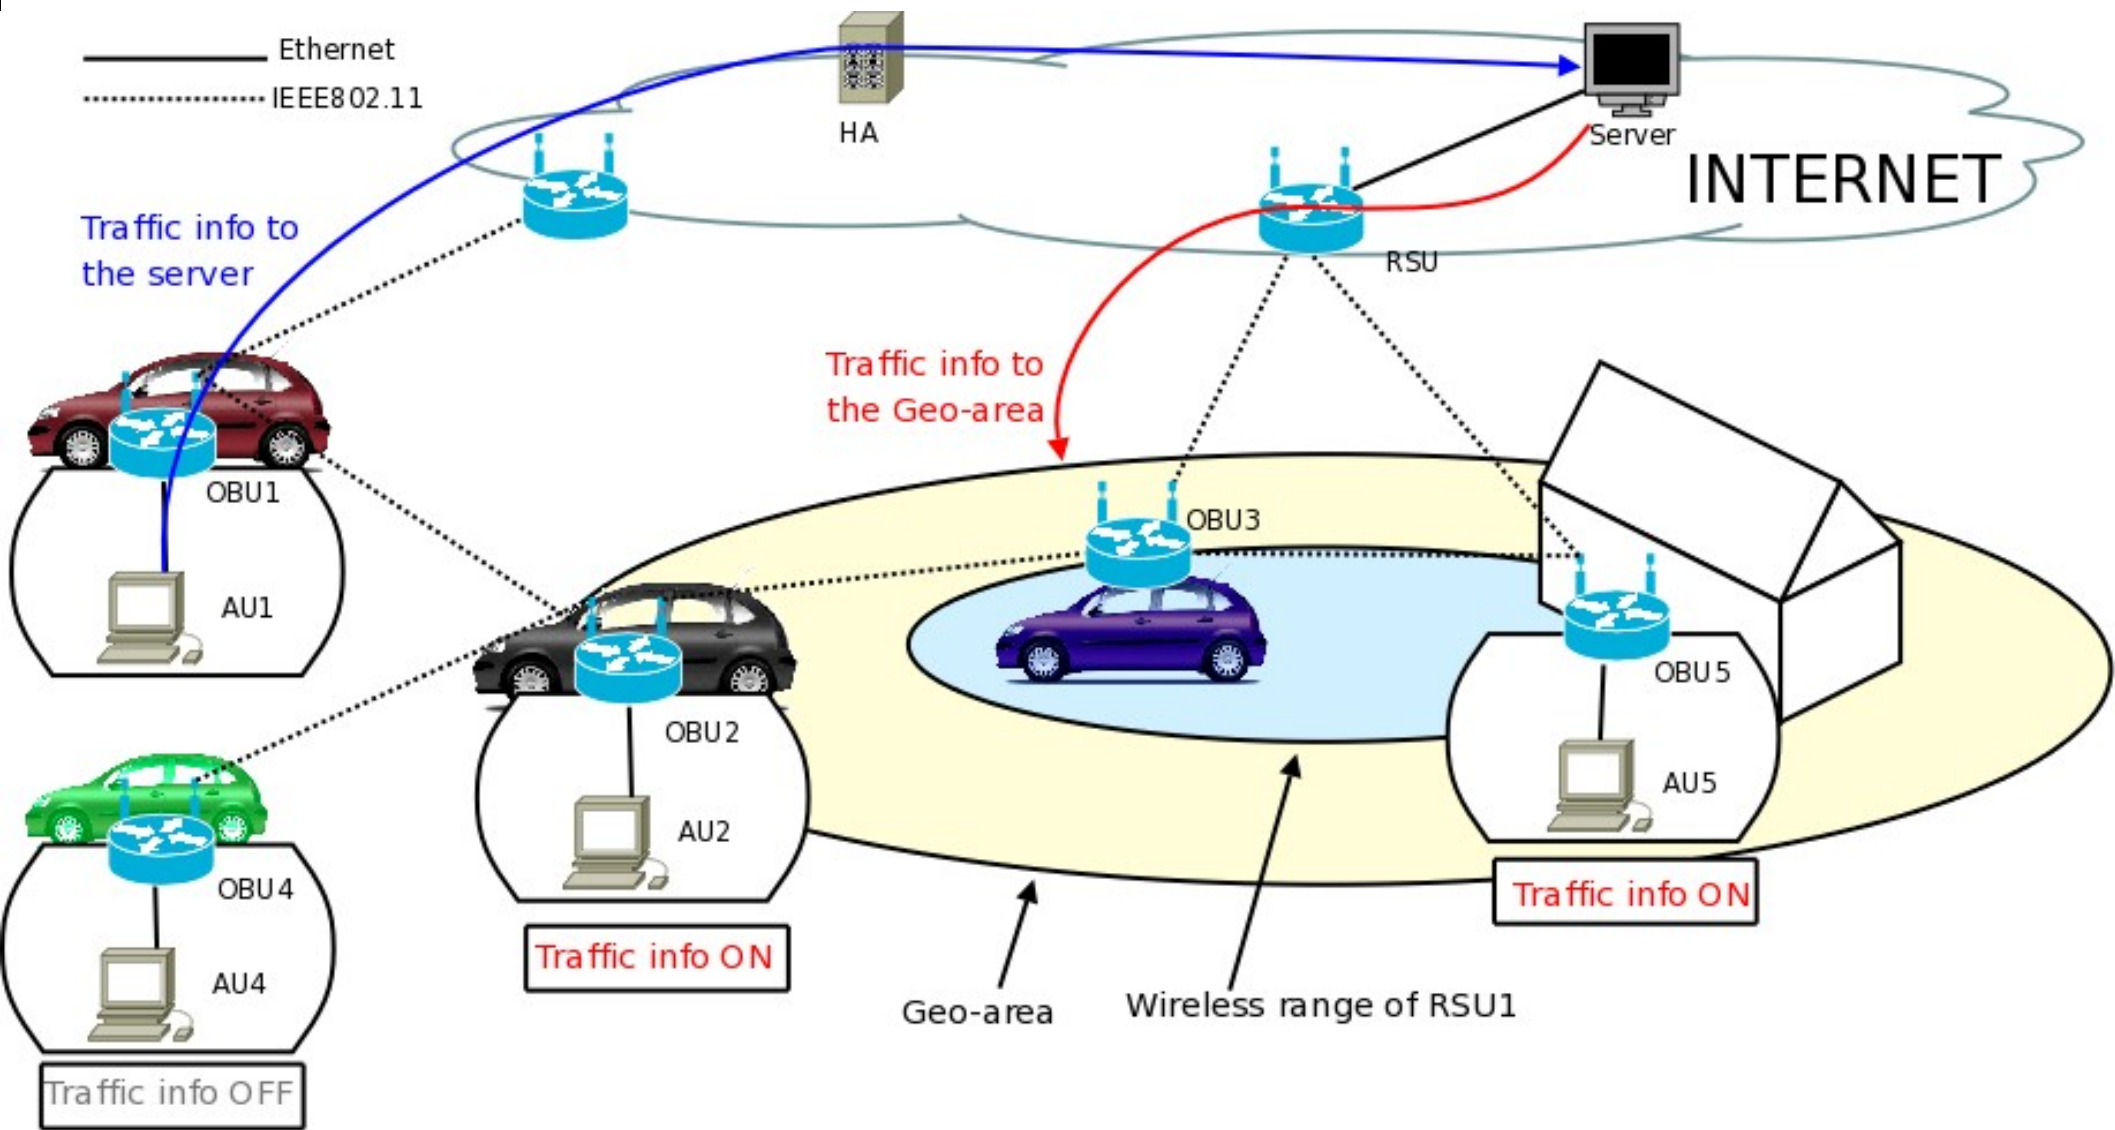 Ethernet
IEEE802.11
HA
Server
INTERNET
RSU
Traffic info to
the server
Traffic info to
the Geo-area
OBU1
AU1
OBU3
OBU2
AU2
OBU5
AU5
OBU4
AU4
Traffic info ON
Traffic info ON
Geo-area
Wireless range of RSU1
Traffic info OFF